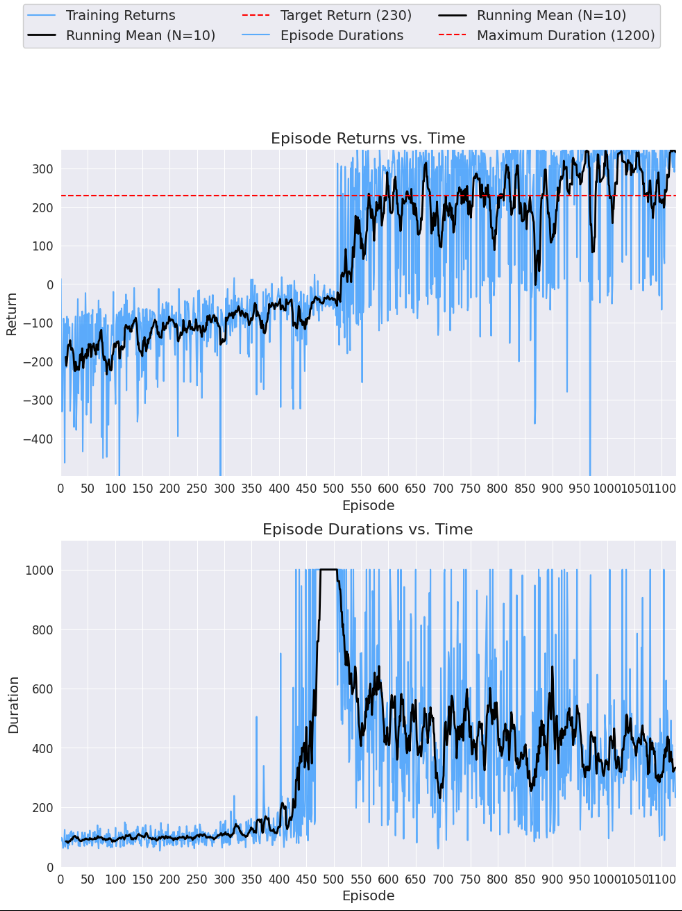 Training Returns Target Return (230) Running Mean (N=10)
Running Mean (N=10) Episode Durations Maximum Duration (1200)
Episode Returns vs. Time
300
200
100
0
−100
−200
−300
−400
Return
0 50 100 150 200 250 300 350 400 450 500 550 600 650 700 750 800 850 900 950 1000 1050 1100
Episode
Episode Durations vs. Time
1000
800
600
400
200
0
Duration
0 50 100 150 200 250 300 350 400 450 500 550 600 650 700 750 800 850 900 950 1000 1050 1100
Episode